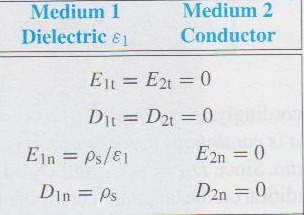 Medium 1 Medium 2
Dielectric ε₁ Conductor
E₁ₜ = E₂ₜ = 0
D₁ₜ = D₂ₜ = 0
E₁ₙ = ρₛ/ε₁ E₂ₙ = 0
D₁ₙ = ρₛ D₂ₙ = 0